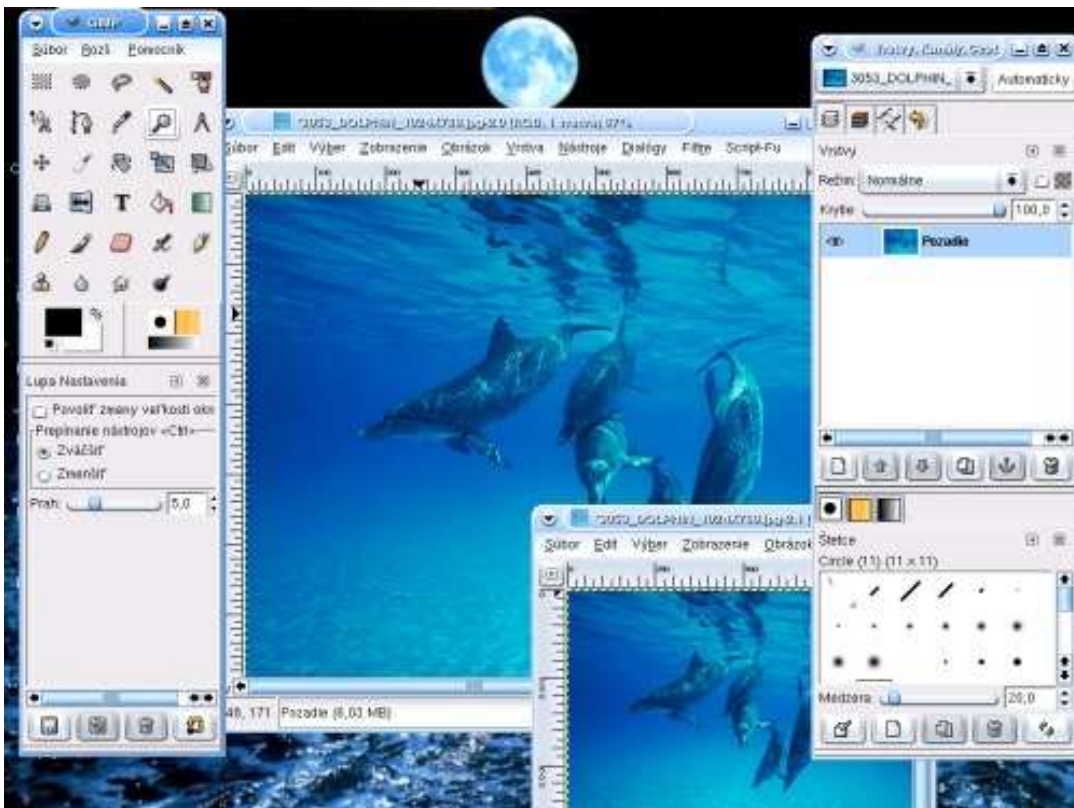 GIMP
Súbor Rozš Pomocník
Lupa Nastavenia
Povoliť zmeny veľkosti okn
Prepínanie nástrojov <Ctrl>
Zväčšiť
Zmenšiť
Prah: 5,0
Súbor Edit Výber Zobrazenie Obrázok Vrstva Nástroje Dialógy Filtre Script-Fu
171 Pozadie (6,03 MB)
Súbor Edit Výber Zobrazenie Obrázok
3053_DOLPHIN_ Automaticky
Vrstvy
Režim: Normálne
Krytie: 100,0
Pozadie
Štetce
Circle (11) (11 × 11)
Medzera: 20,0